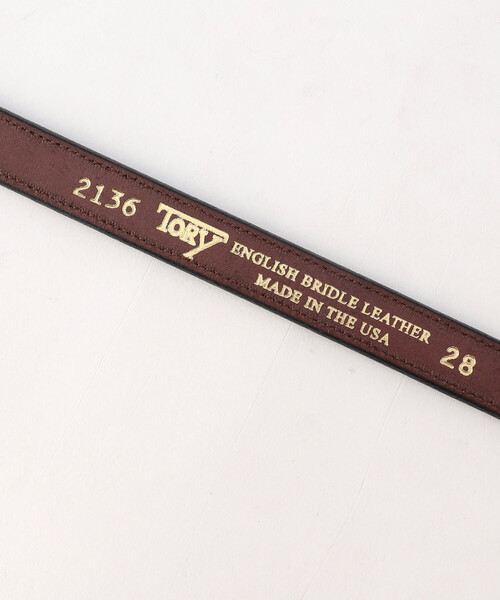 2136
TORY
ENGLISH BRIDLE LEATHER
MADE IN THE USA
28